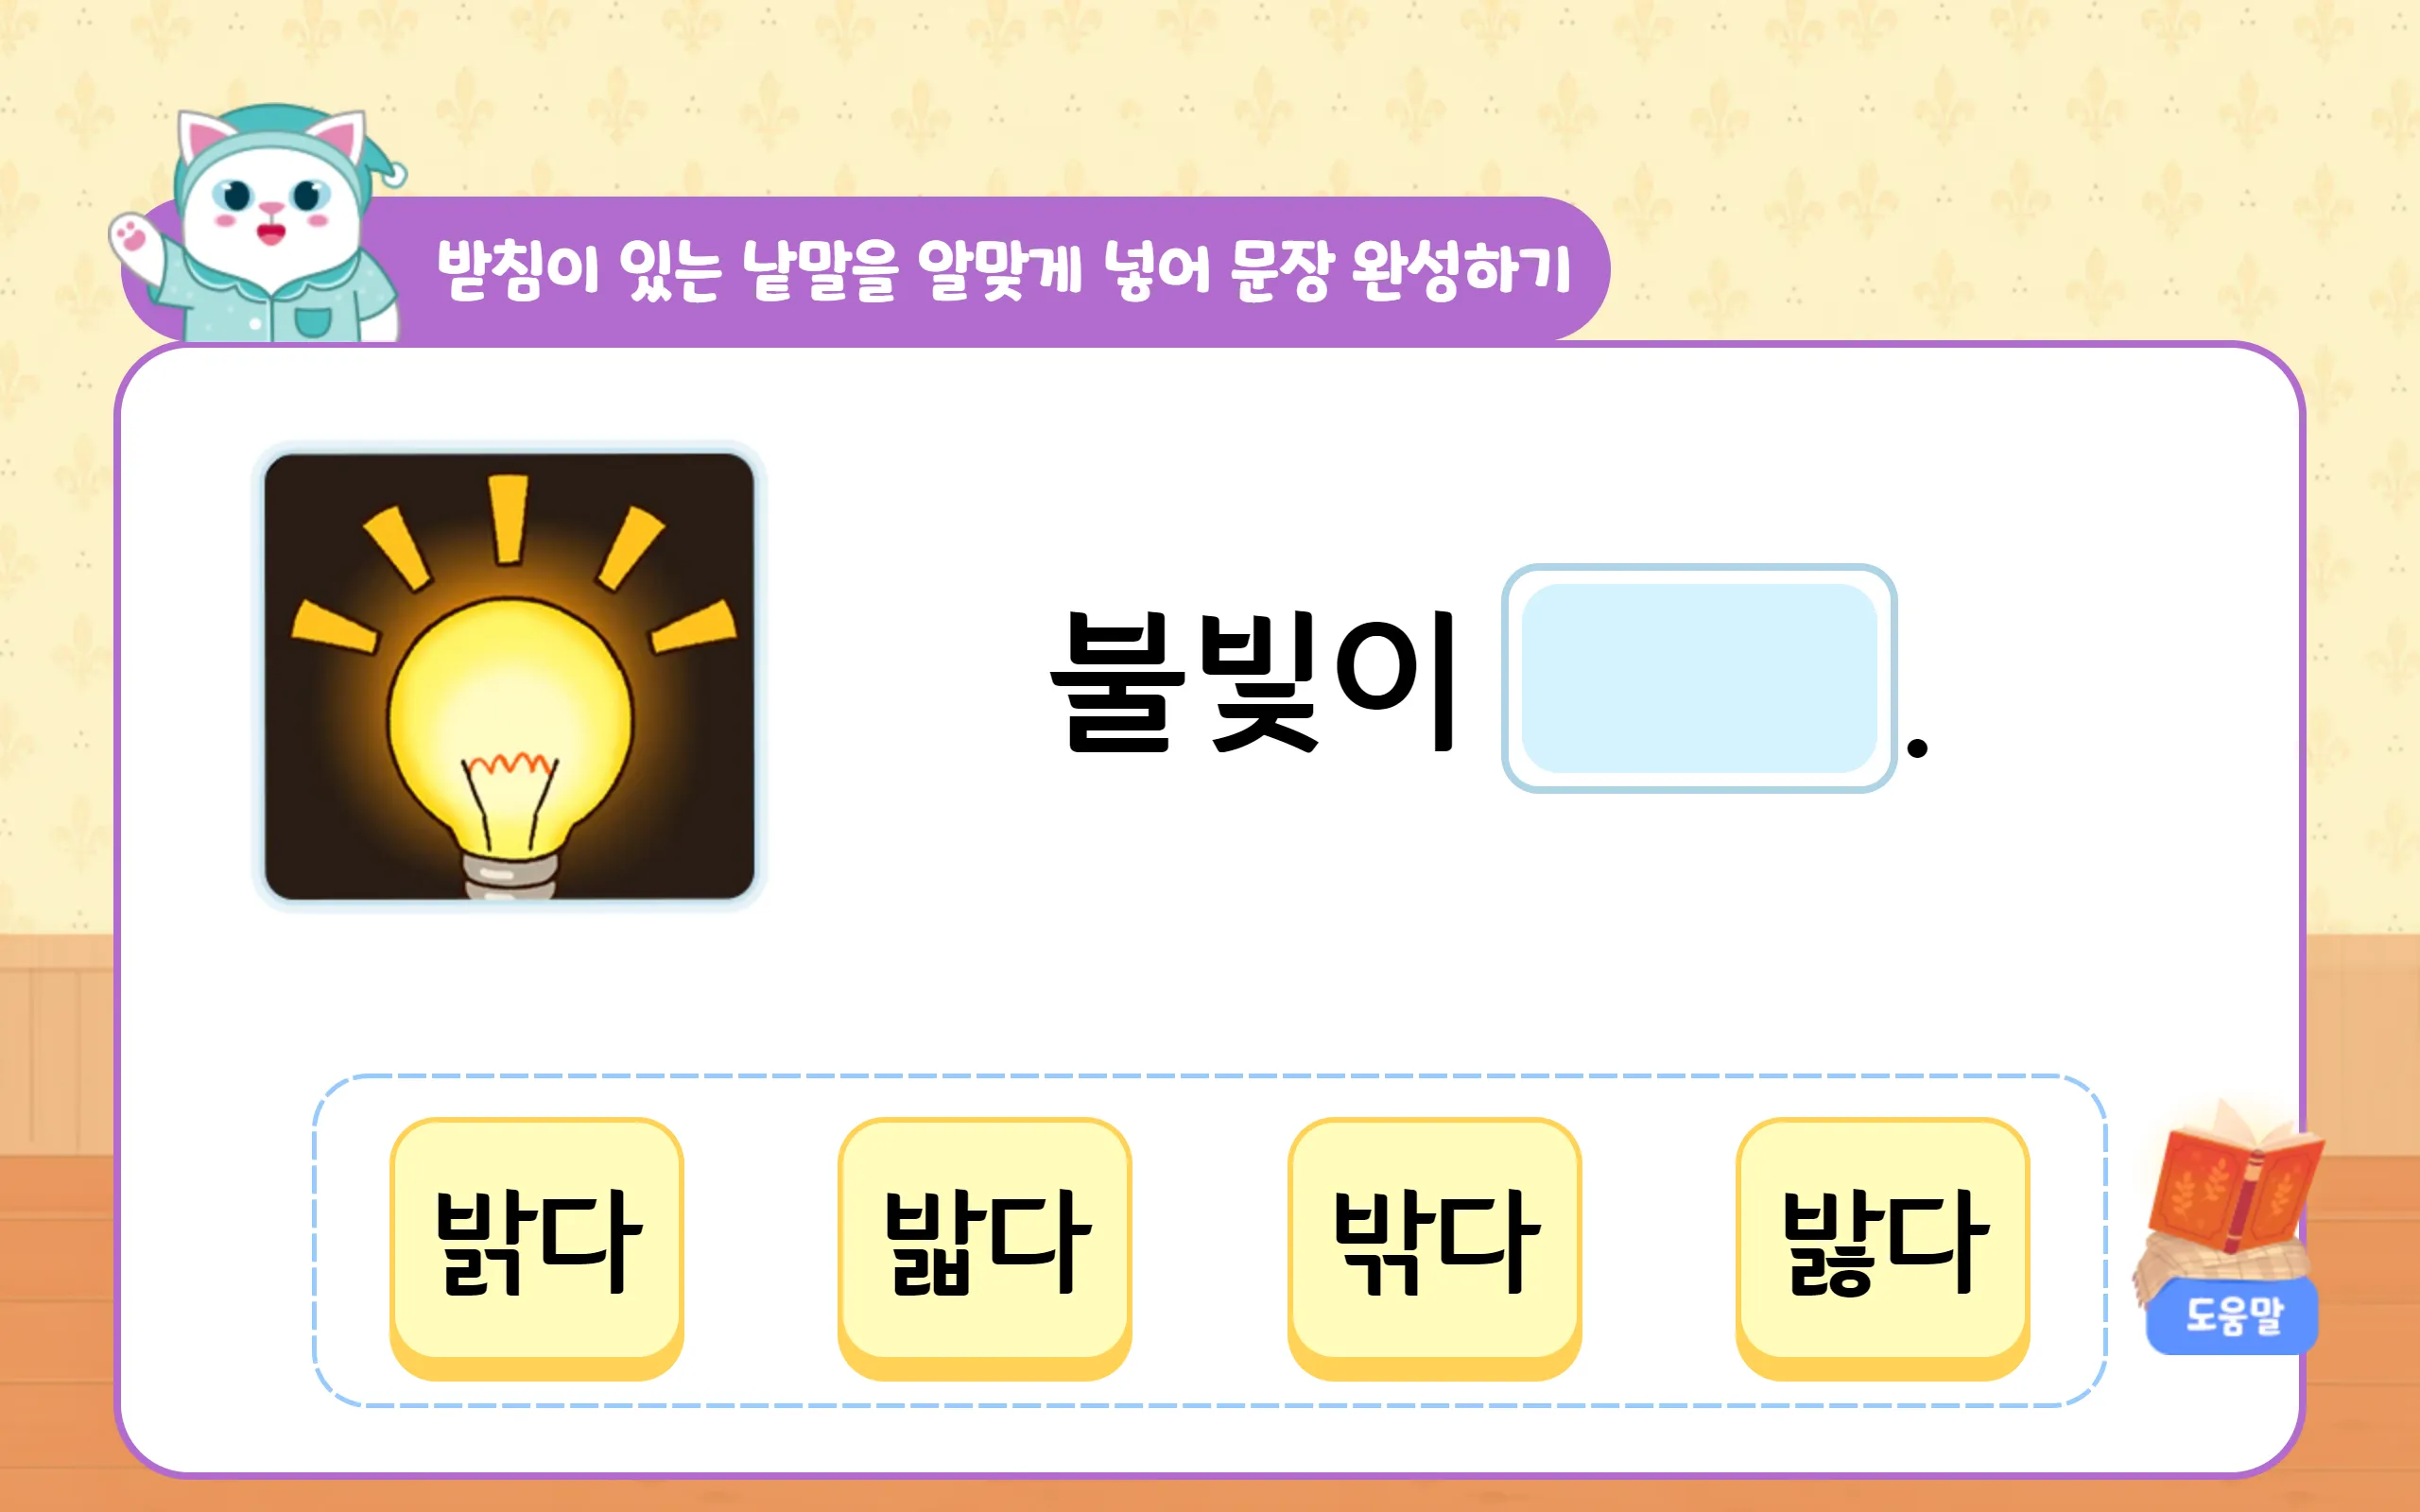 받침이 있는 낱말을 알맞게 넣어 문장 완성하기
불빛이 .
밝다 밟다 밖다 밣다
도움말